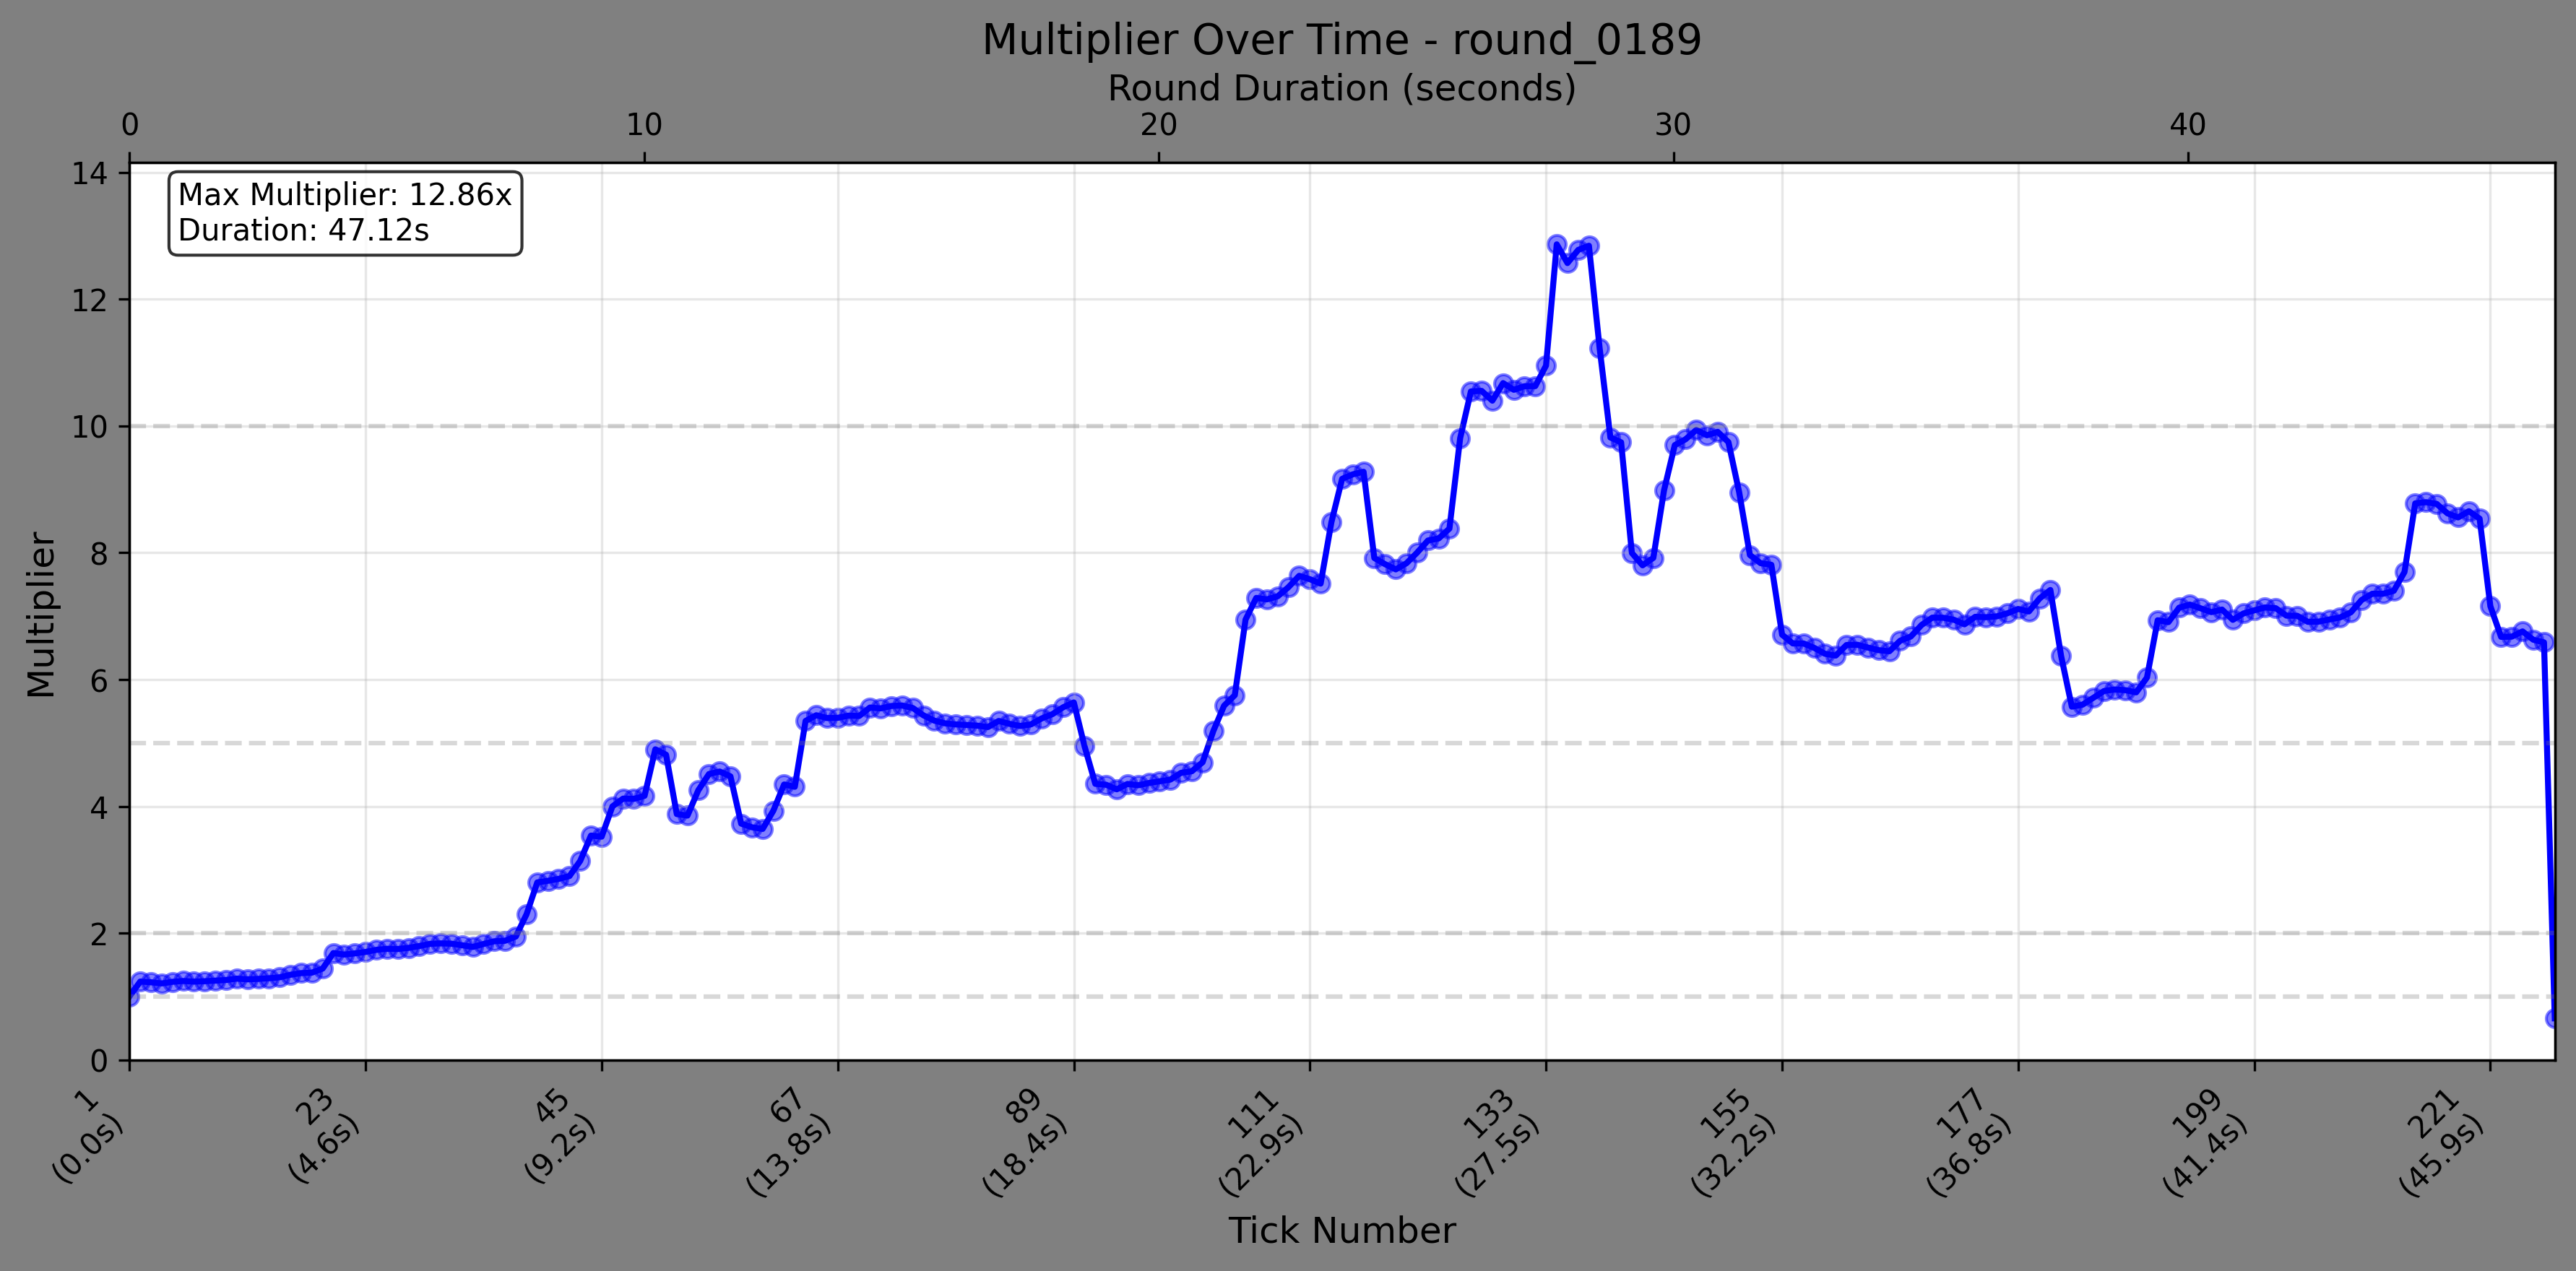 Multiplier Over Time - round_0189
Round Duration (seconds)
0 10 20 30 40
Max Multiplier: 12.86x
Duration: 47.12s
14
12
10
8
6
4
2
0
Multiplier
1
(0.0s)
23
(4.6s)
45
(9.2s)
67
(13.8s)
89
(18.4s)
111
(22.9s)
133
(27.5s)
155
(32.2s)
177
(36.8s)
199
(41.4s)
221
(45.9s)
Tick Number